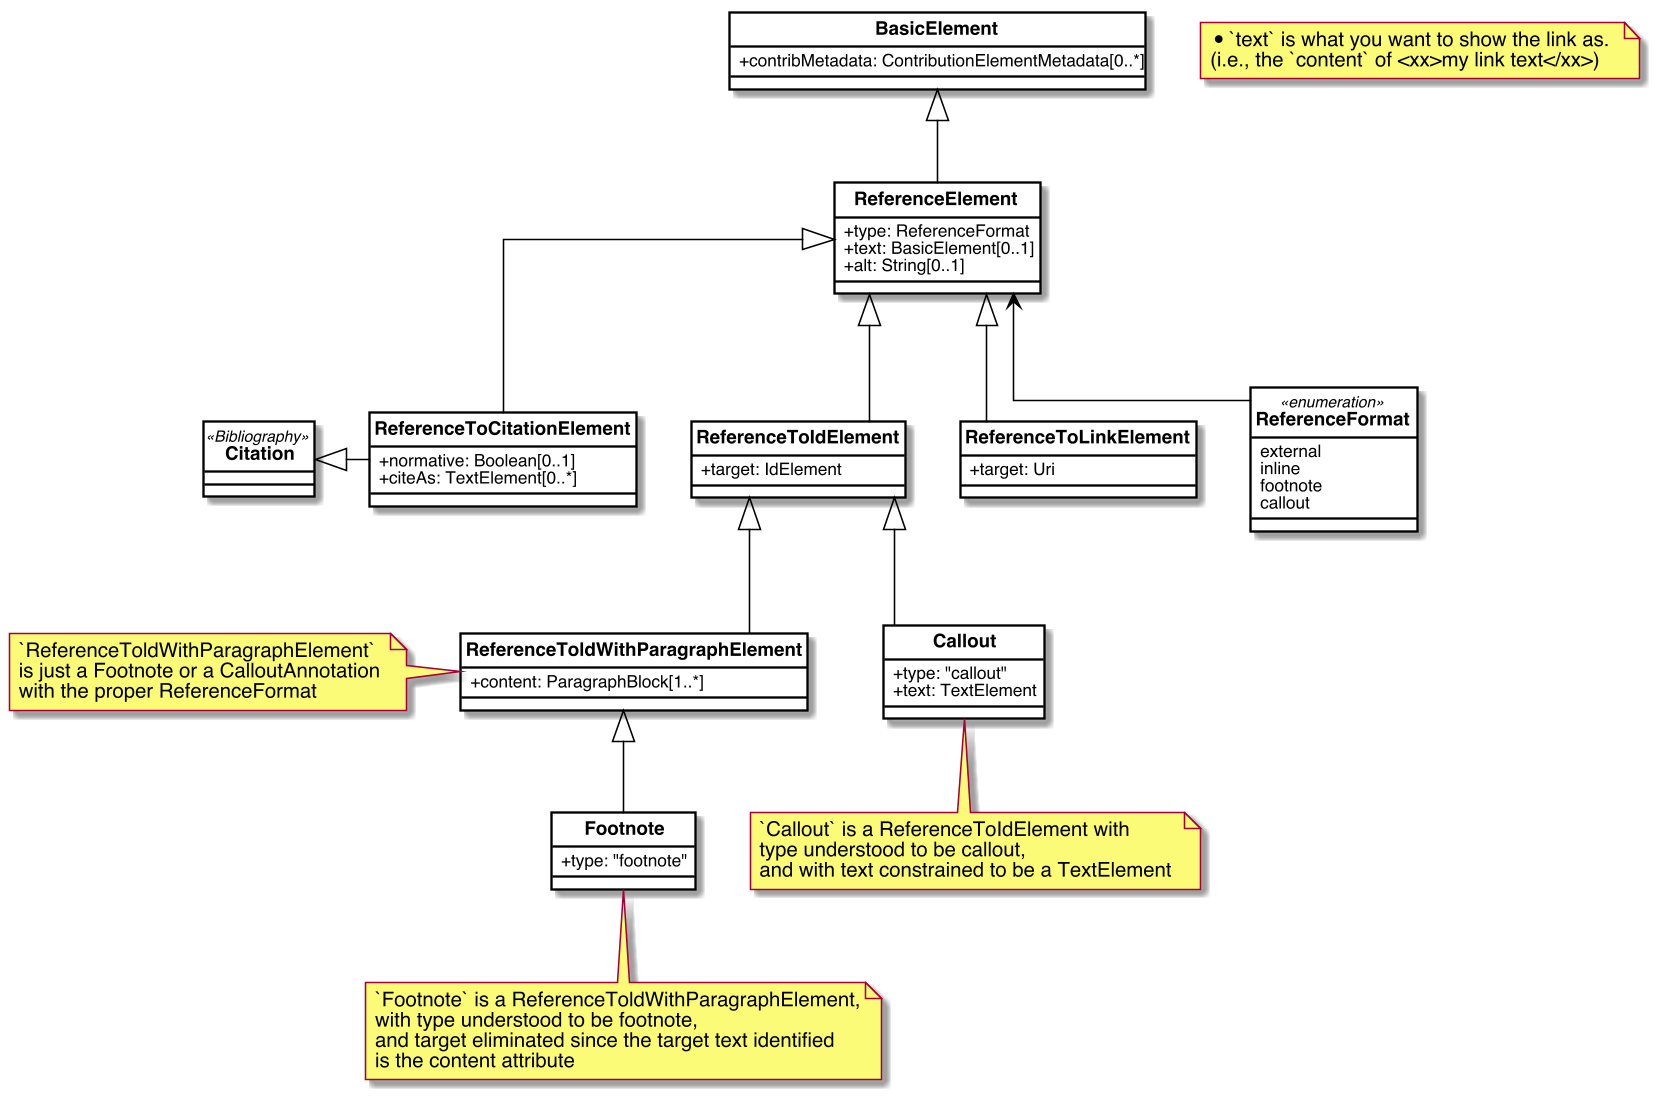 BasicElement
+contribMetadata: ContributionElementMetadata[0..*]
• `text` is what you want to show the link as.
(i.e., the `content` of <xx>my link text</xx>)
ReferenceElement
+type: ReferenceFormat
+text: BasicElement[0..1]
+alt: String[0..1]
«Bibliography»
Citation
ReferenceToCitationElement
+normative: Boolean[0..1]
+citeAs: TextElement[0..*]
ReferenceToIdElement
+target: IdElement
ReferenceToLinkElement
+target: Uri
«enumeration»
ReferenceFormat
external
inline
footnote
callout
`ReferenceToIdWithParagraphElement`
is just a Footnote or a CalloutAnnotation
with the proper ReferenceFormat
ReferenceToIdWithParagraphElement
+content: ParagraphBlock[1..*]
Callout
+type: "callout"
+text: TextElement
Footnote
+type: "footnote"
`Callout` is a ReferenceToIdElement with
type understood to be callout,
and with text constrained to be a TextElement
`Footnote` is a ReferenceToIdWithParagraphElement,
with type understood to be footnote,
and target eliminated since the target text identified
is the content attribute